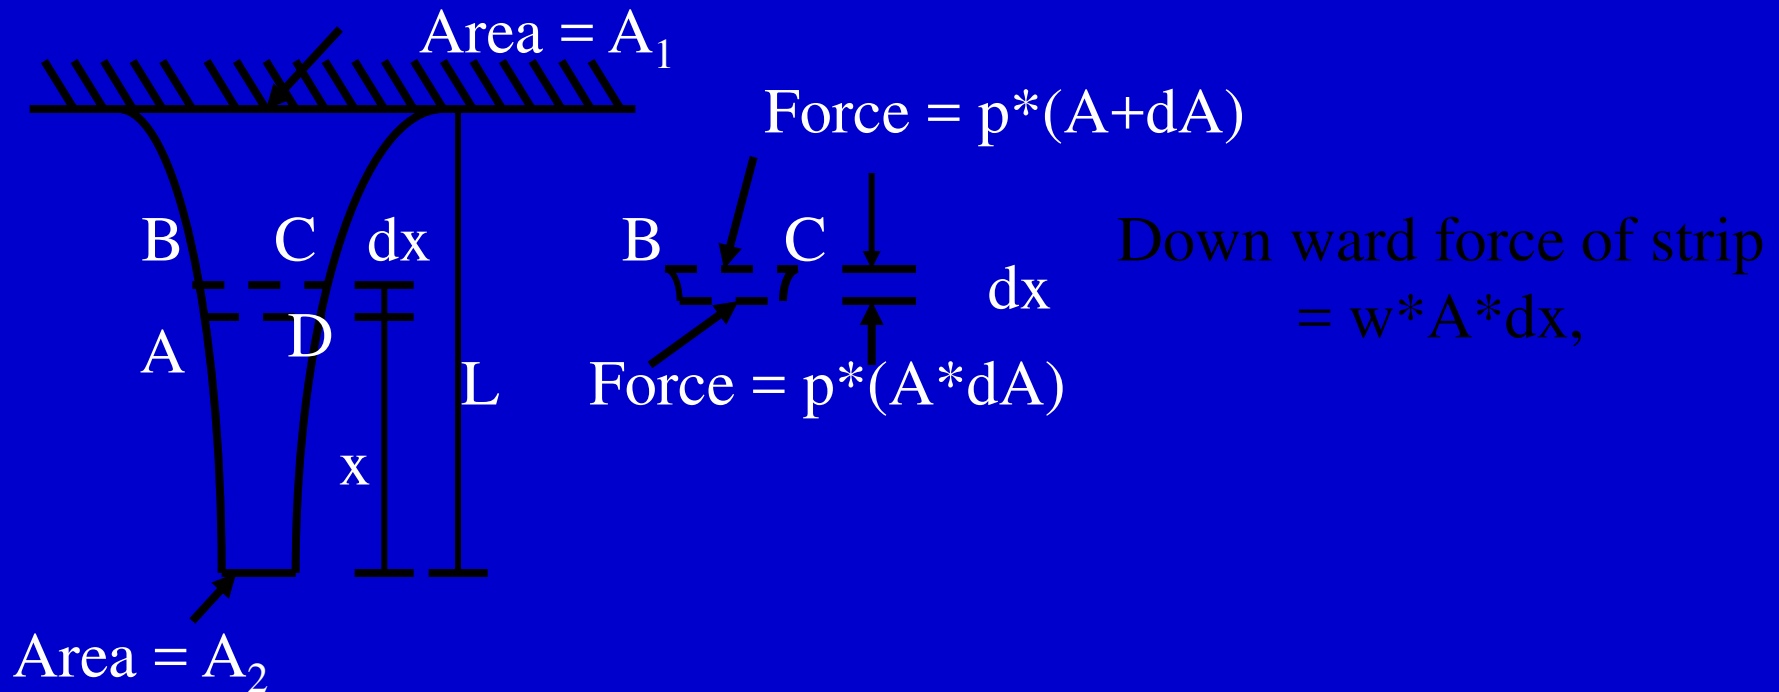 Area = A₁
Force = p*(A+dA)
B C dx
B C
dx
Down ward force of strip
= w*A*dx,
A D
L
Force = p*(A*dA)
x
Area = A₂